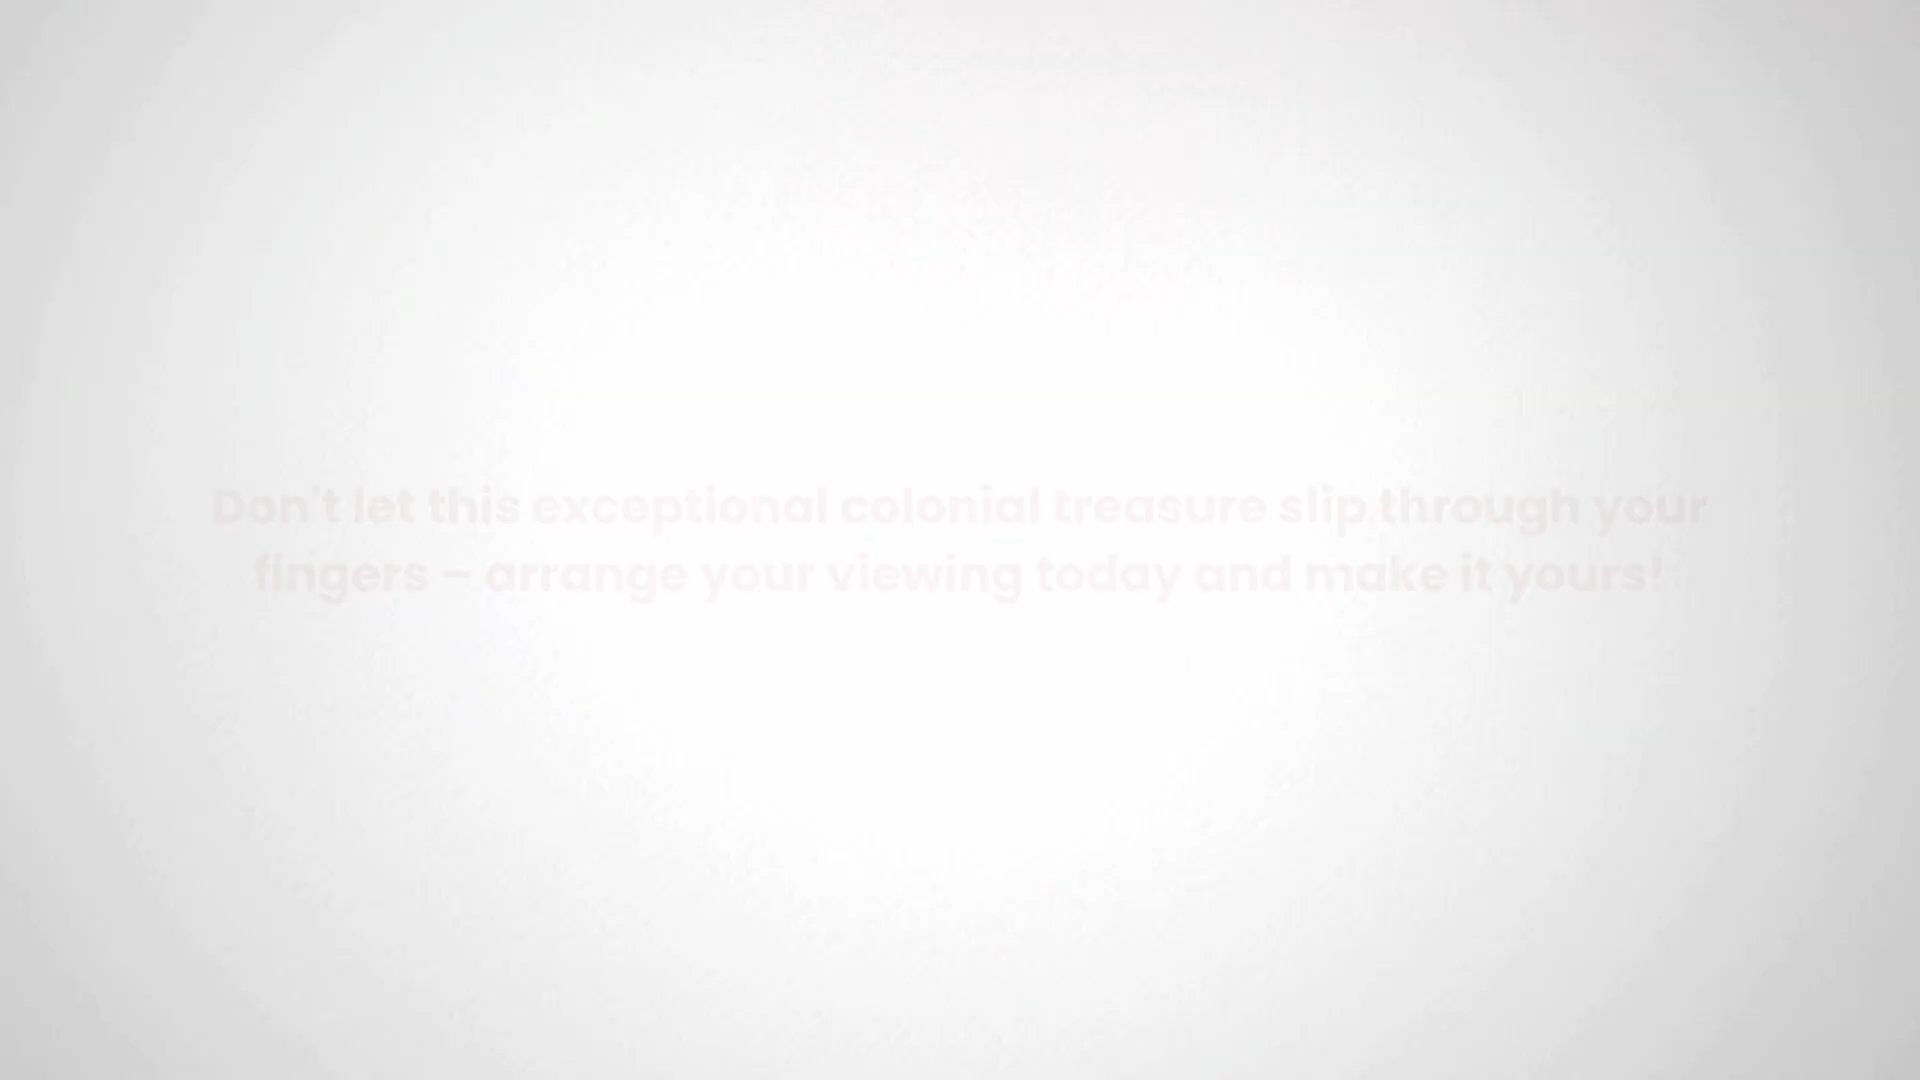 Don't let this exceptional colonial treasure slip through your
fingers – arrange your viewing today and make it yours!